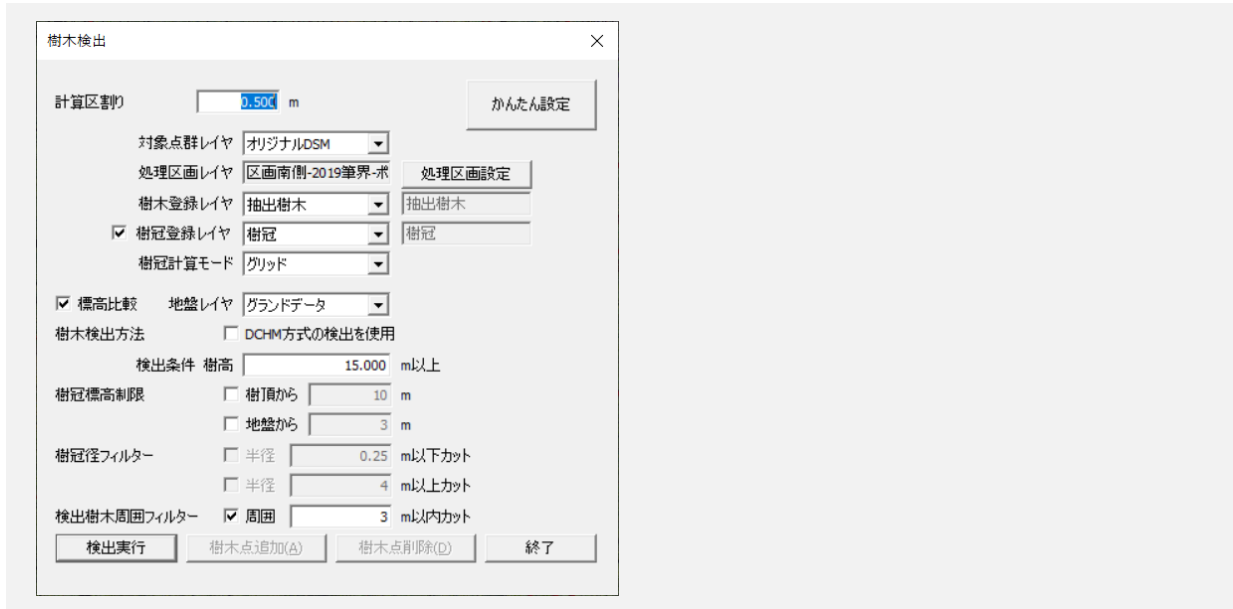 樹木検出
計算区割り 0.500 m かんたん設定
対象点群レイヤ オリジナルDSM
処理区画レイヤ 区画南側-2019筆界-ポ 処理区画設定
樹木登録レイヤ 抽出樹木 抽出樹木
樹冠登録レイヤ 樹冠 樹冠
樹冠計算モード グリッド
標高比較 地盤レイヤ グランドデータ
樹木検出方法 DCHM方式の検出を使用
検出条件 樹高 15.000 m以上
樹冠標高制限 樹頂から 10 m
地盤から 3 m
樹冠径フィルター 半径 0.25 m以下カット
半径 4 m以上カット
検出樹木周囲フィルター 周囲 3 m以内カット
検出実行 樹木点追加(A) 樹木点削除(D) 終了